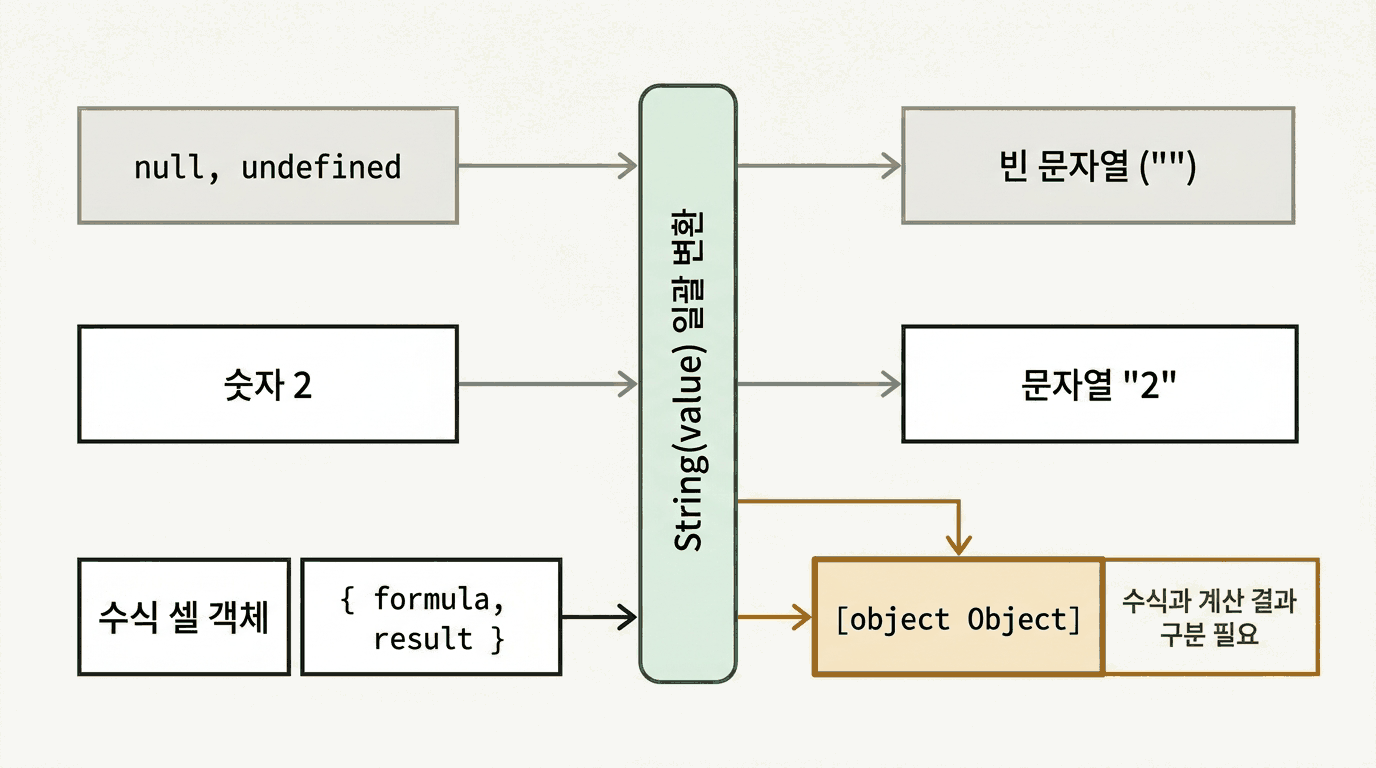 null, undefined
빈 문자열 ("")
String(value) 일괄 변환
숫자 2
문자열 "2"
수식 셀 객체
{ formula,
result }
[object Object]
수식과 계산 결과
구분 필요